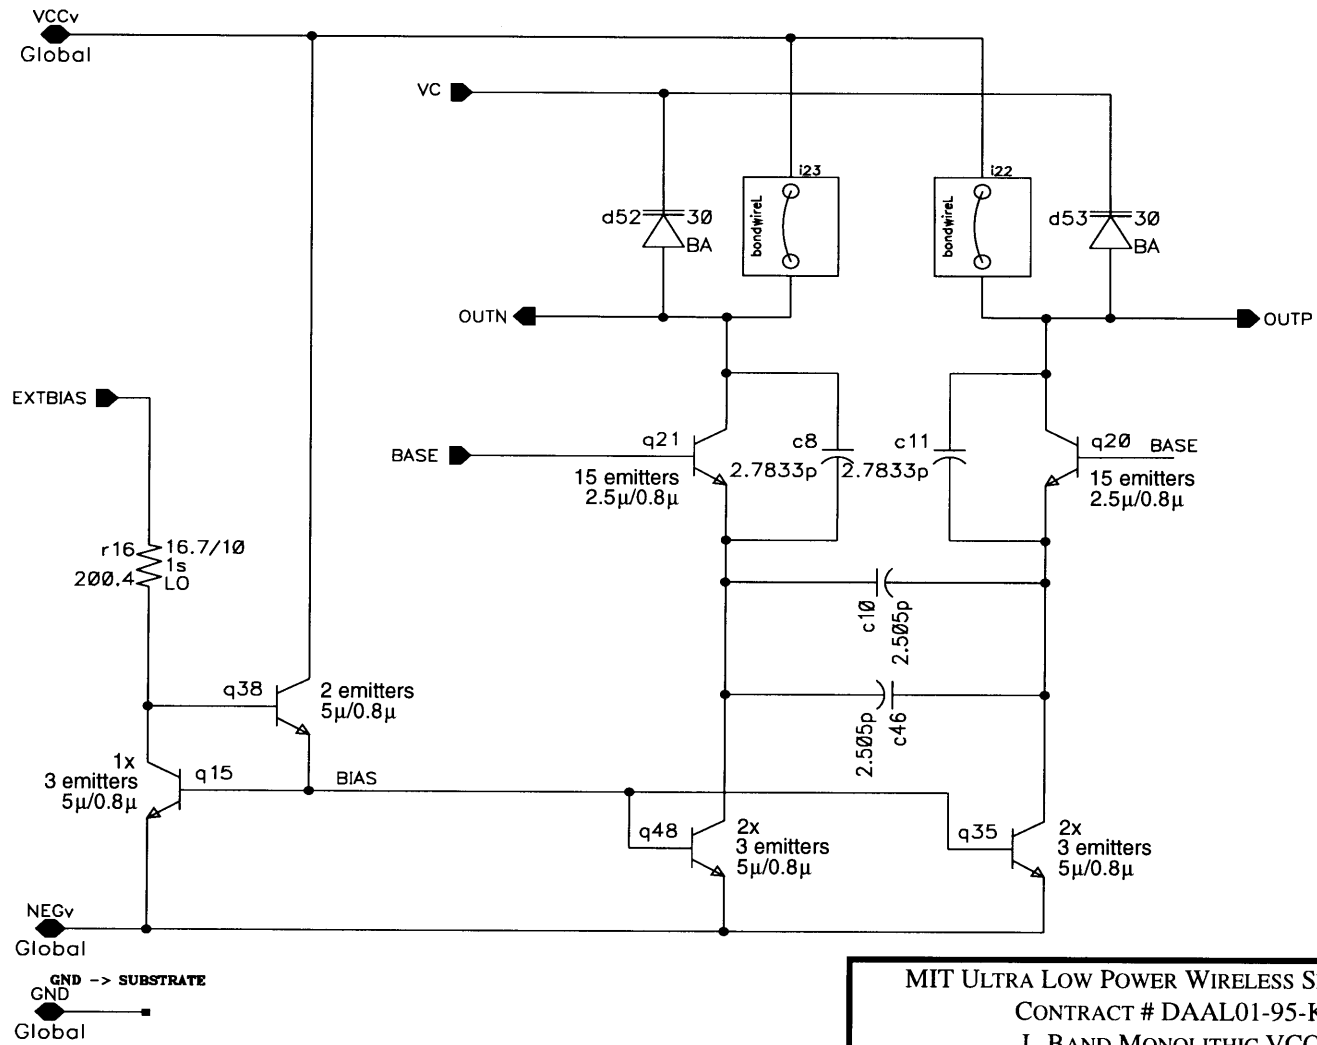 VCCv
Global
VC
i23
i22
d52
30
BA
bondwireL
bondwireL
d53
30
BA
OUTN
OUTP
EXTBIAS
BASE
q21
15 emitters
2.5µ/0.8µ
c8
2.7833p
c11
2.7833p
q20
BASE
15 emitters
2.5µ/0.8µ
r16
200.4
16.7/10
1s
LO
c10
2.505p
2.505p
c46
q38
2 emitters
5µ/0.8µ
1x
3 emitters
5µ/0.8µ
q15
BIAS
q48
2x
3 emitters
5µ/0.8µ
q35
2x
3 emitters
5µ/0.8µ
NEGv
Global
GND -> SUBSTRATE
GND
Global
MIT ULTRA LOW POWER WIRELESS
CONTRACT # DAAL01-95-K
L BAND MONOLITHIC VCO